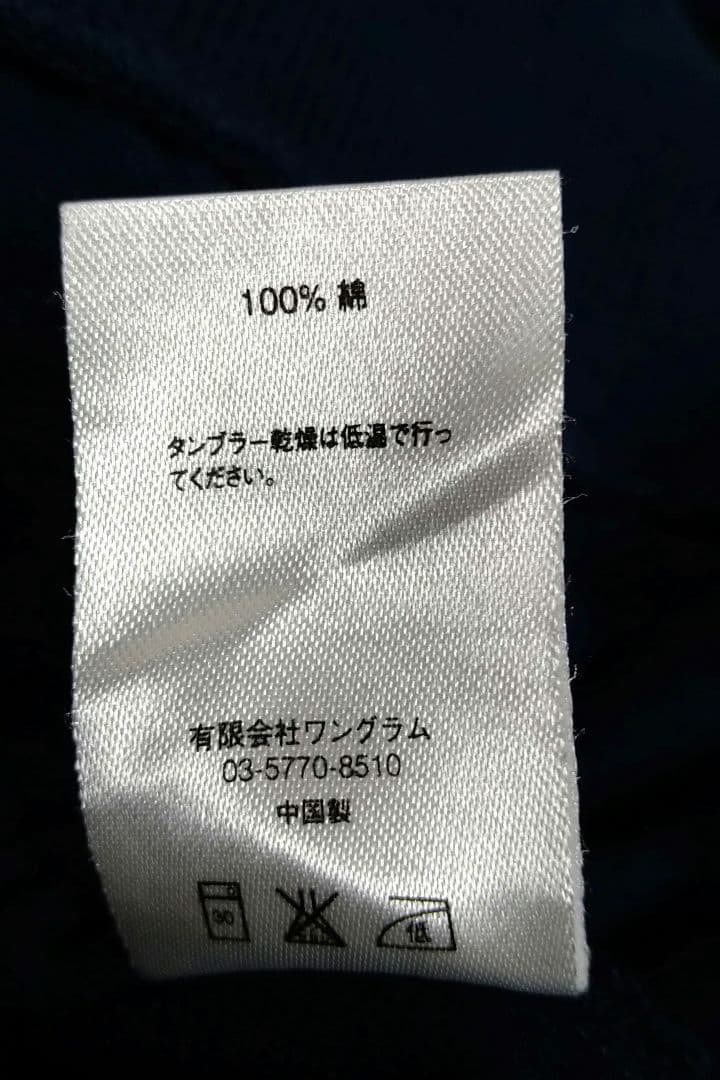 100% 綿
タンブラー乾燥は低温で行っ
てください。
有限会社ワングラム
03-5770-8510
中国製
30
低